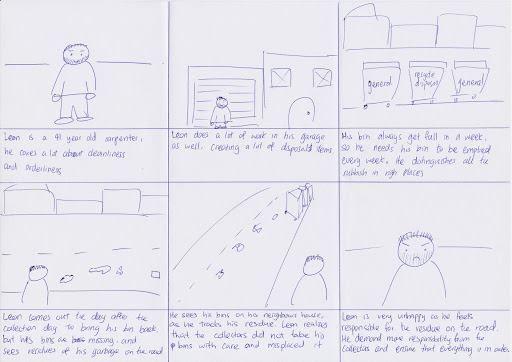 Leon is a 41 year old carpenter,
he cares a lot about cleanliness
and orderliness
Leon does a lot of work in his garage
as well, creating a lot of disposal items.
general
recycle
disposal
general
His bin always get full in a week,
so he needs his bin to be emptied
every week. He distinguishes all the
rubbish in right places
Leon comes out the day after the
collection day to bring his bin back,
but his bins missing, and
sees residues of his garbage on the road
He sees his bins on his neighbours house,
as he tracks his residue. Leon realises
that the collectors did not take his
bins with care and misplaced it
Leon is very unhappy as he feels
responsible for the residue on the road.
He demand more responsibility from the
collectors and ensure that everything is in order.